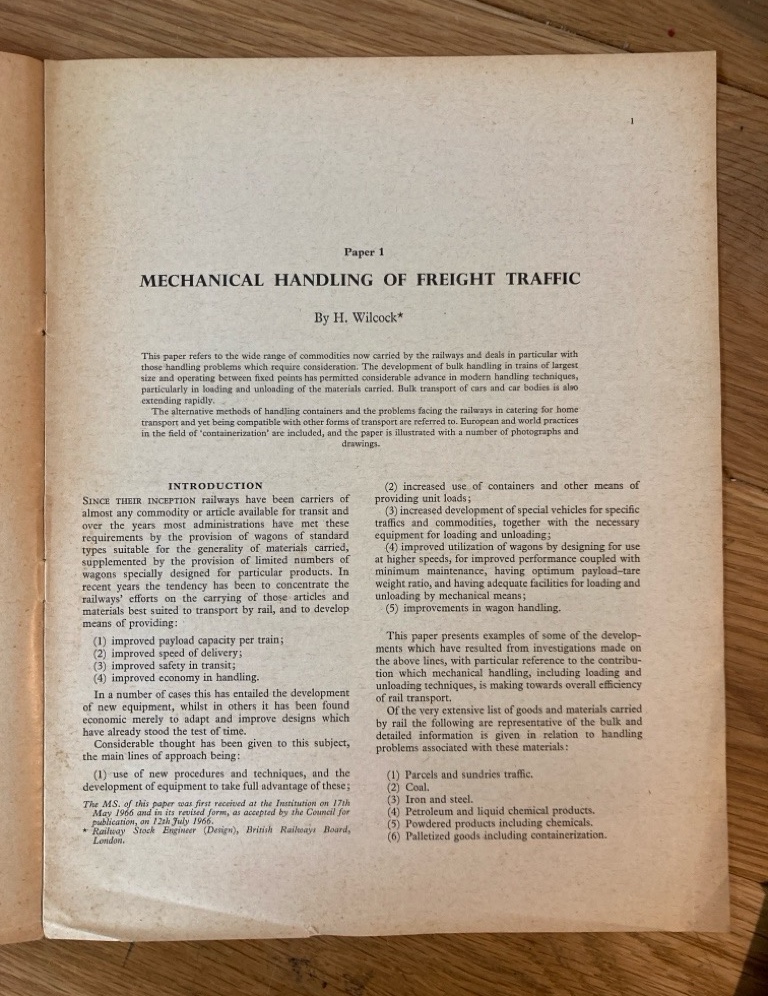 1
Paper 1
MECHANICAL HANDLING OF FREIGHT TRAFFIC
By H. Wilcock*
This paper refers to the wide range of commodities now carried by the railways and deals in particular with
those handling problems which require consideration. The development of bulk handling in trains of largest
size and operating between fixed points has permitted considerable advance in modern handling techniques,
particularly in loading and unloading of the materials carried. Bulk transport of cars and car bodies is also
extending rapidly.
The alternative methods of handling containers and the problems facing the railways in catering for home
transport and yet being compatible with other forms of transport are referred to. European and world practices
in the field of 'containerization' are included, and the paper is illustrated with a number of photographs and
drawings.
INTRODUCTION
SINCE THEIR INCEPTION railways have been carriers of
almost any commodity or article available for transit and
over the years most administrations have met these
requirements by the provision of wagons of standard
types suitable for the generality of materials carried,
supplemented by the provision of limited numbers of
wagons specially designed for particular products. In
recent years the tendency has been to concentrate the
railways' efforts on the carrying of those articles and
materials best suited to transport by rail, and to develop
means of providing:
(1) improved payload capacity per train;
(2) improved speed of delivery;
(3) improved safety in transit;
(4) improved economy in handling.
In a number of cases this has entailed the development
of new equipment, whilst in others it has been found
economic merely to adapt and improve designs which
have already stood the test of time.
Considerable thought has been given to this subject,
the main lines of approach being:
(1) use of new procedures and techniques, and the
development of equipment to take full advantage of these;
The MS. of this paper was first received at the Institution on 17th
May 1966 and in its revised form, as accepted by the Council for
publication, on 12th July 1966.
* Railway Stock Engineer (Design), British Railways Board,
London.
(2) increased use of containers and other means of
providing unit loads;
(3) increased development of special vehicles for specific
traffics and commodities, together with the necessary
equipment for loading and unloading;
(4) improved utilization of wagons by designing for use
at higher speeds, for improved performance coupled with
minimum maintenance, having optimum payload–tare
weight ratio, and having adequate facilities for loading and
unloading by mechanical means;
(5) improvements in wagon handling.
This paper presents examples of some of the develop-
ments which have resulted from investigations made on
the above lines, with particular reference to the contribu-
tion which mechanical handling, including loading and
unloading techniques, is making towards overall efficiency
of rail transport.
Of the very extensive list of goods and materials carried
by rail the following are representative of the bulk and
detailed information is given in relation to handling
problems associated with these materials:
(1) Parcels and sundries traffic.
(2) Coal.
(3) Iron and steel.
(4) Petroleum and liquid chemical products.
(5) Powdered products including chemicals.
(6) Palletized goods including containerization.